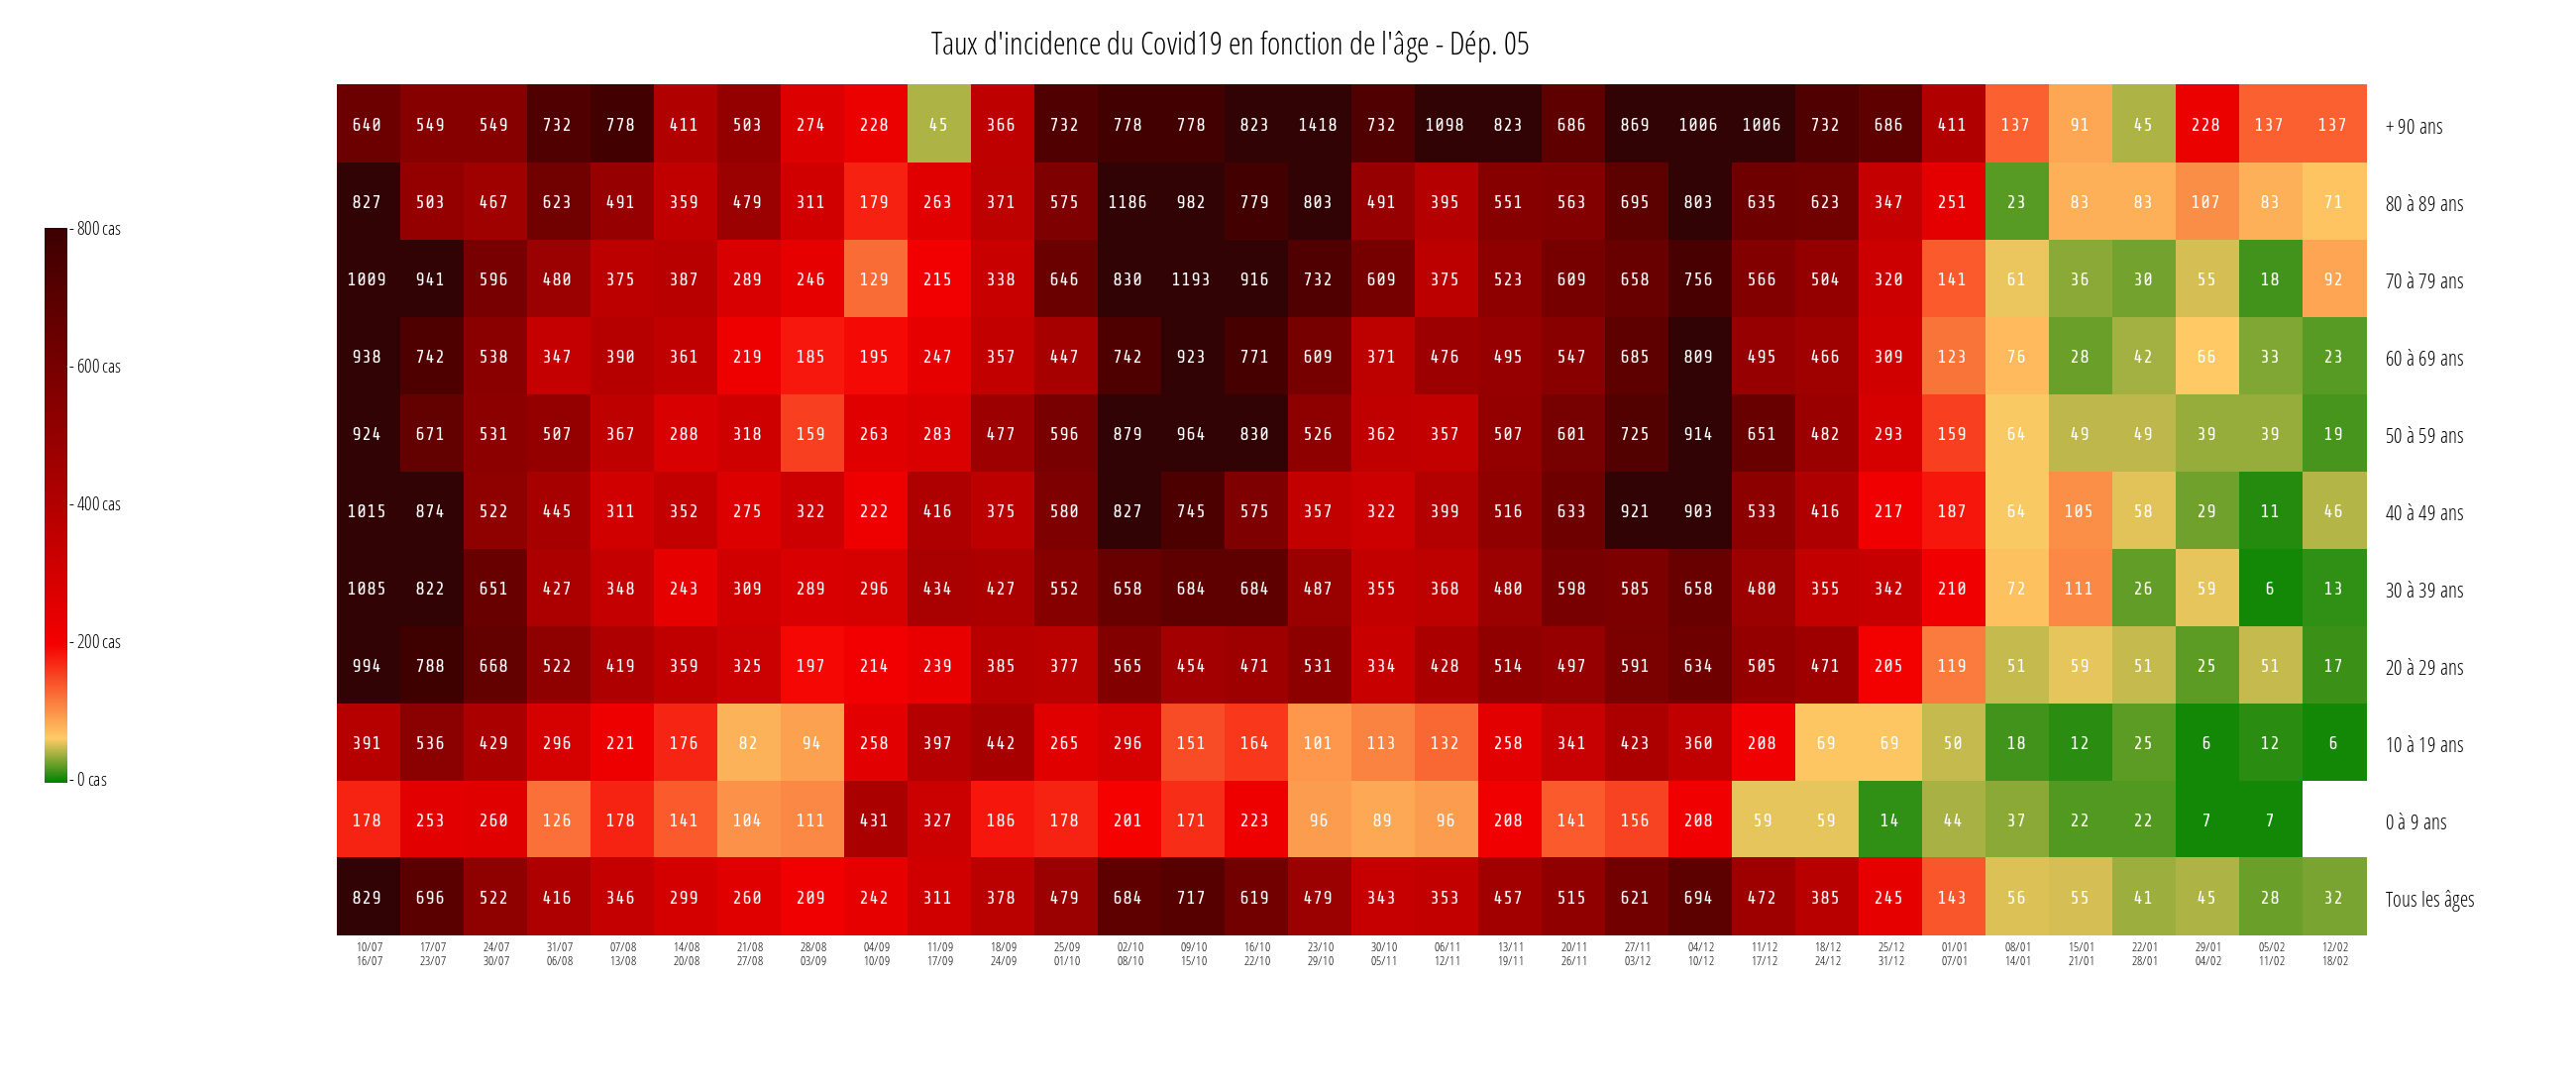 Taux d'incidence du Covid19 en fonction de l'âge - Dép. 05
- 800 cas
- 600 cas
- 400 cas
- 200 cas
- 0 cas
640 549 549 732 778 411 503 274 228 45 366 732 778 778 823 1418 732 1098 823 686 869 1006 1006 732 686 411 137 91 45 228 137 137 + 90 ans
827 503 467 623 491 359 479 311 179 263 371 575 1186 982 779 803 491 395 551 563 695 803 635 623 347 251 23 83 83 107 83 71 80 à 89 ans
1009 941 596 480 375 387 289 246 129 215 338 646 830 1193 916 732 609 375 523 609 658 756 566 504 320 141 61 36 30 55 18 92 70 à 79 ans
938 742 538 347 390 361 219 185 195 247 357 447 742 923 771 609 371 476 495 547 685 809 495 466 309 123 76 28 42 66 33 23 60 à 69 ans
924 671 531 507 367 288 318 159 263 283 477 596 879 964 830 526 362 357 507 601 725 914 651 482 293 159 64 49 49 39 39 19 50 à 59 ans
1015 874 522 445 311 352 275 322 222 416 375 580 827 745 575 357 322 399 516 633 921 903 533 416 217 187 64 105 58 29 11 46 40 à 49 ans
1085 822 651 427 348 243 309 289 296 434 427 552 658 684 684 487 355 368 480 598 585 658 480 355 342 210 72 111 26 59 6 13 30 à 39 ans
994 788 668 522 419 359 325 197 214 239 385 377 565 454 471 531 334 428 514 497 591 634 505 471 205 119 51 59 51 25 51 17 20 à 29 ans
391 536 429 296 221 176 82 94 258 397 442 265 296 151 164 101 113 132 258 341 423 360 208 69 69 50 18 12 25 6 12 6 10 à 19 ans
178 253 260 126 178 141 104 111 431 327 186 178 201 171 223 96 89 96 208 141 156 208 59 59 14 44 37 22 22 7 7 0 à 9 ans
829 696 522 416 346 299 260 209 242 311 378 479 684 717 619 479 343 353 457 515 621 694 472 385 245 143 56 55 41 45 28 32 Tous les âges
10/07 17/07 24/07 31/07 07/08 14/08 21/08 28/08 04/09 11/09 18/09 25/09 02/10 09/10 16/10 23/10 30/10 06/11 13/11 20/11 27/11 04/12 11/12 18/12 25/12 01/01 08/01 15/01 22/01 29/01 05/02 12/02
16/07 23/07 30/07 06/08 13/08 20/08 27/08 03/09 10/09 17/09 24/09 01/10 08/10 15/10 22/10 29/10 05/11 12/11 19/11 26/11 03/12 10/12 17/12 24/12 31/12 07/01 14/01 21/01 28/01 04/02 11/02 18/02